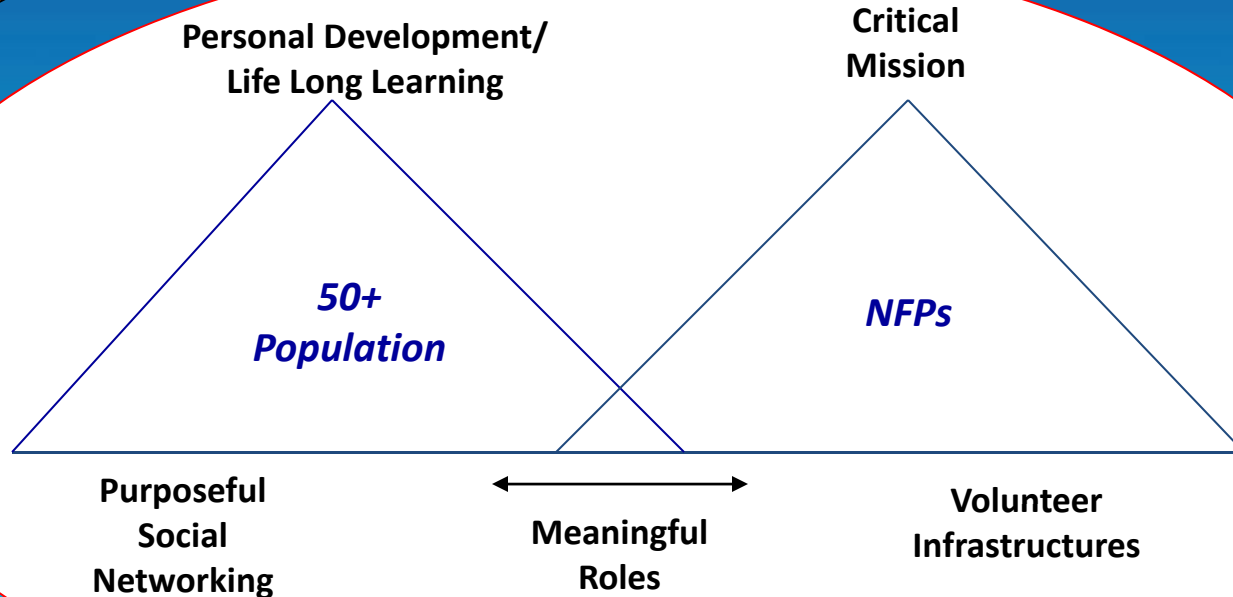 Personal Development/
Life Long Learning
Critical
Mission
50+
Population
NFPs
Purposeful
Social
Networking
Meaningful
Roles
Volunteer
Infrastructures